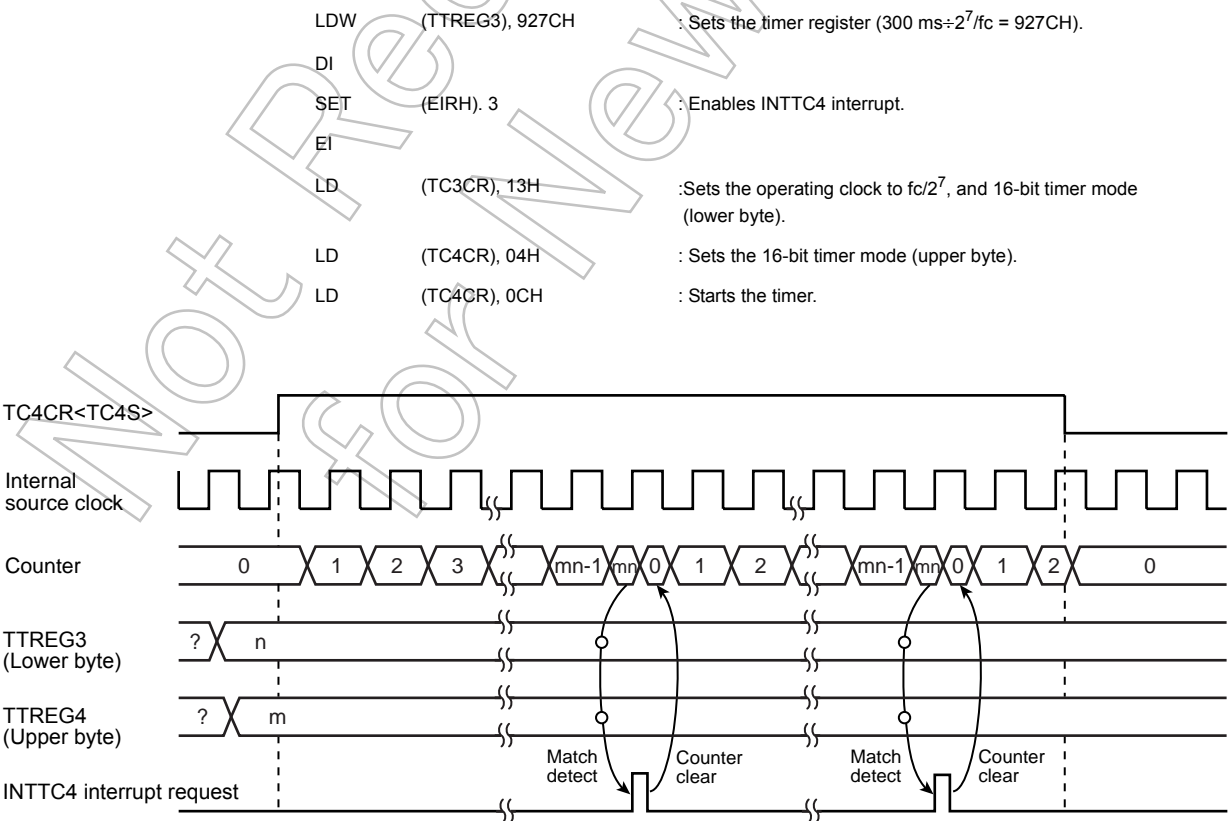 LDW (TTREG3), 927CH : Sets the timer register (300 ms÷2⁷/fc = 927CH).
DI
SET (EIRH). 3 : Enables INTTC4 interrupt.
EI
LD (TC3CR), 13H :Sets the operating clock to fc/2⁷, and 16-bit timer mode
(lower byte).
LD (TC4CR), 04H : Sets the 16-bit timer mode (upper byte).
LD (TC4CR), 0CH : Starts the timer.
TC4CR<TC4S>
Internal
source clock
Counter 0 1 2 3 mn-1 mn 0 1 2 mn-1 mn 0 1 2 0
TTREG3 ? n
(Lower byte)
TTREG4 ? m
(Upper byte)
Match detect Counter clear Match detect Counter clear
INTTC4 interrupt request
Not Re
for New